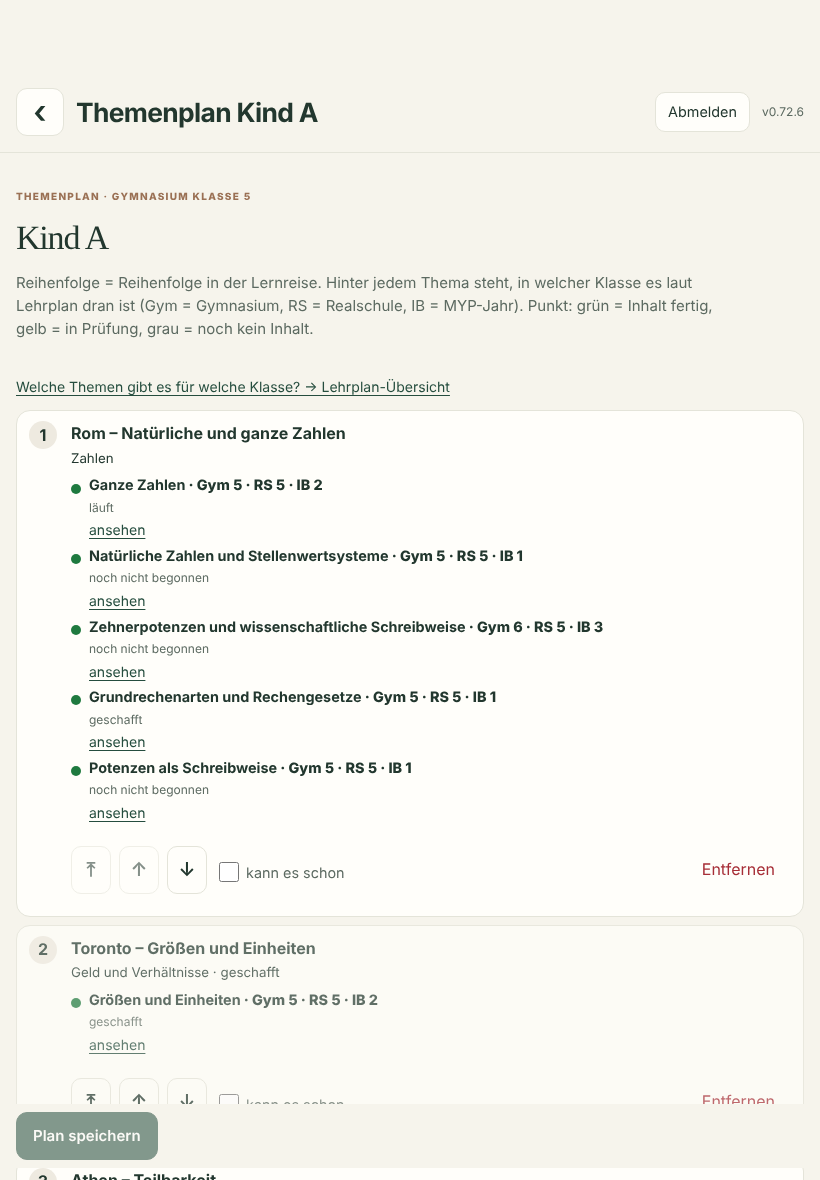 Themenplan Kind A
Abmelden
v0.72.6
THEMENPLAN · GYMNASIUM KLASSE 5
Kind A
Reihenfolge = Reihenfolge in der Lernreise. Hinter jedem Thema steht, in welcher Klasse es laut
Lehrplan dran ist (Gym = Gymnasium, RS = Realschule, IB = MYP-Jahr). Punkt: grün = Inhalt fertig,
gelb = in Prüfung, grau = noch kein Inhalt.
Welche Themen gibt es für welche Klasse? → Lehrplan-Übersicht
1
Rom – Natürliche und ganze Zahlen
Zahlen
Ganze Zahlen · Gym 5 · RS 5 · IB 2
läuft
ansehen
Natürliche Zahlen und Stellenwertsysteme · Gym 5 · RS 5 · IB 1
noch nicht begonnen
ansehen
Zehnerpotenzen und wissenschaftliche Schreibweise · Gym 6 · RS 5 · IB 3
noch nicht begonnen
ansehen
Grundrechenarten und Rechengesetze · Gym 5 · RS 5 · IB 1
geschafft
ansehen
Potenzen als Schreibweise · Gym 5 · RS 5 · IB 1
noch nicht begonnen
ansehen
kann es schon
Entfernen
2
Toronto – Größen und Einheiten
Geld und Verhältnisse · geschafft
Größen und Einheiten · Gym 5 · RS 5 · IB 2
geschafft
ansehen
kann es schon
Entfernen
Plan speichern
3
Athen – Teilbarkeit